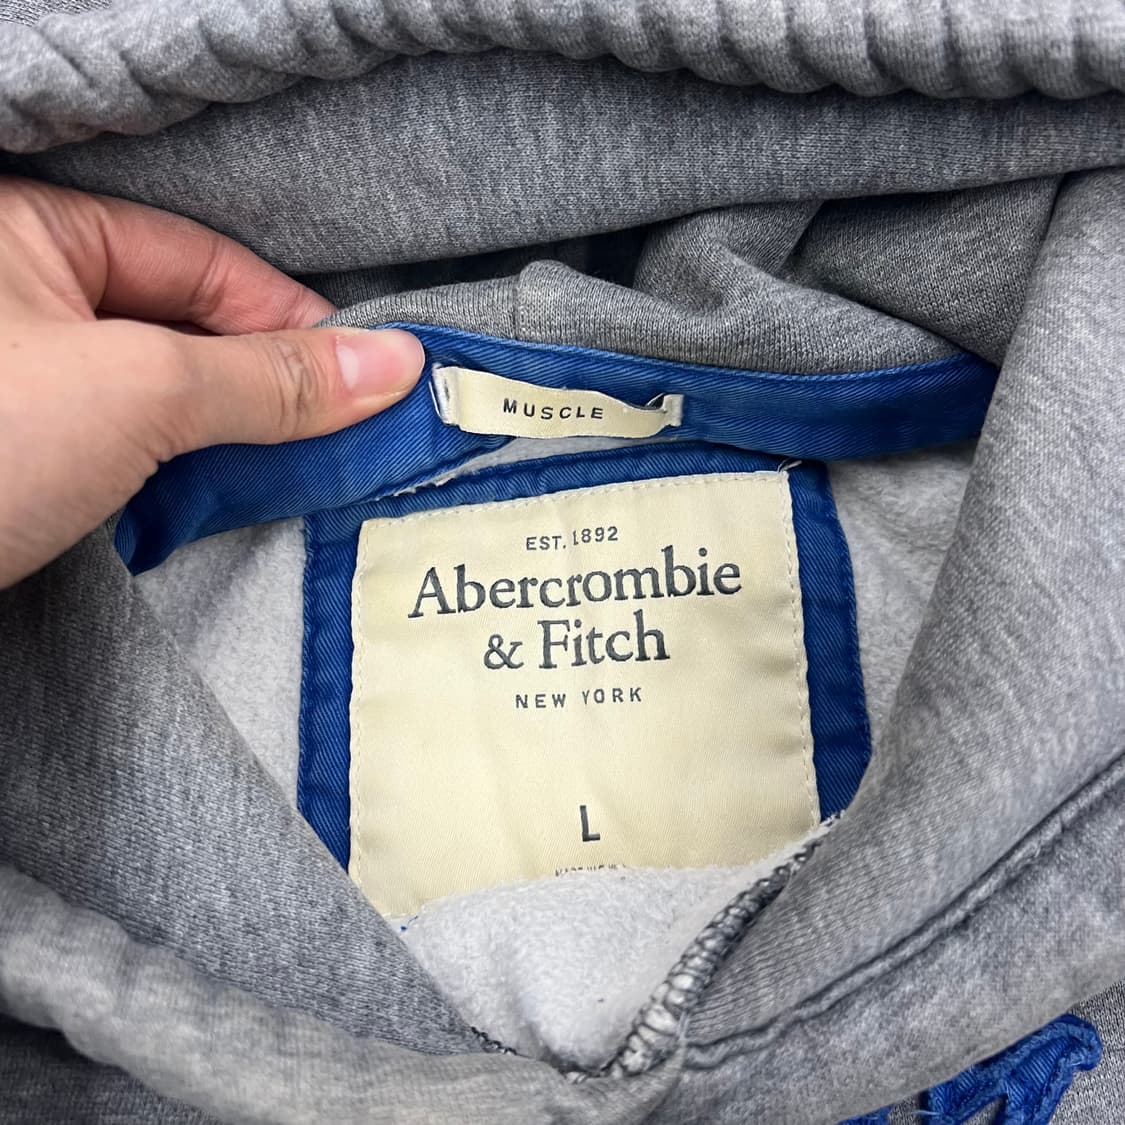 MUSCLE
EST. 1892
Abercrombie
& Fitch
NEW YORK
L